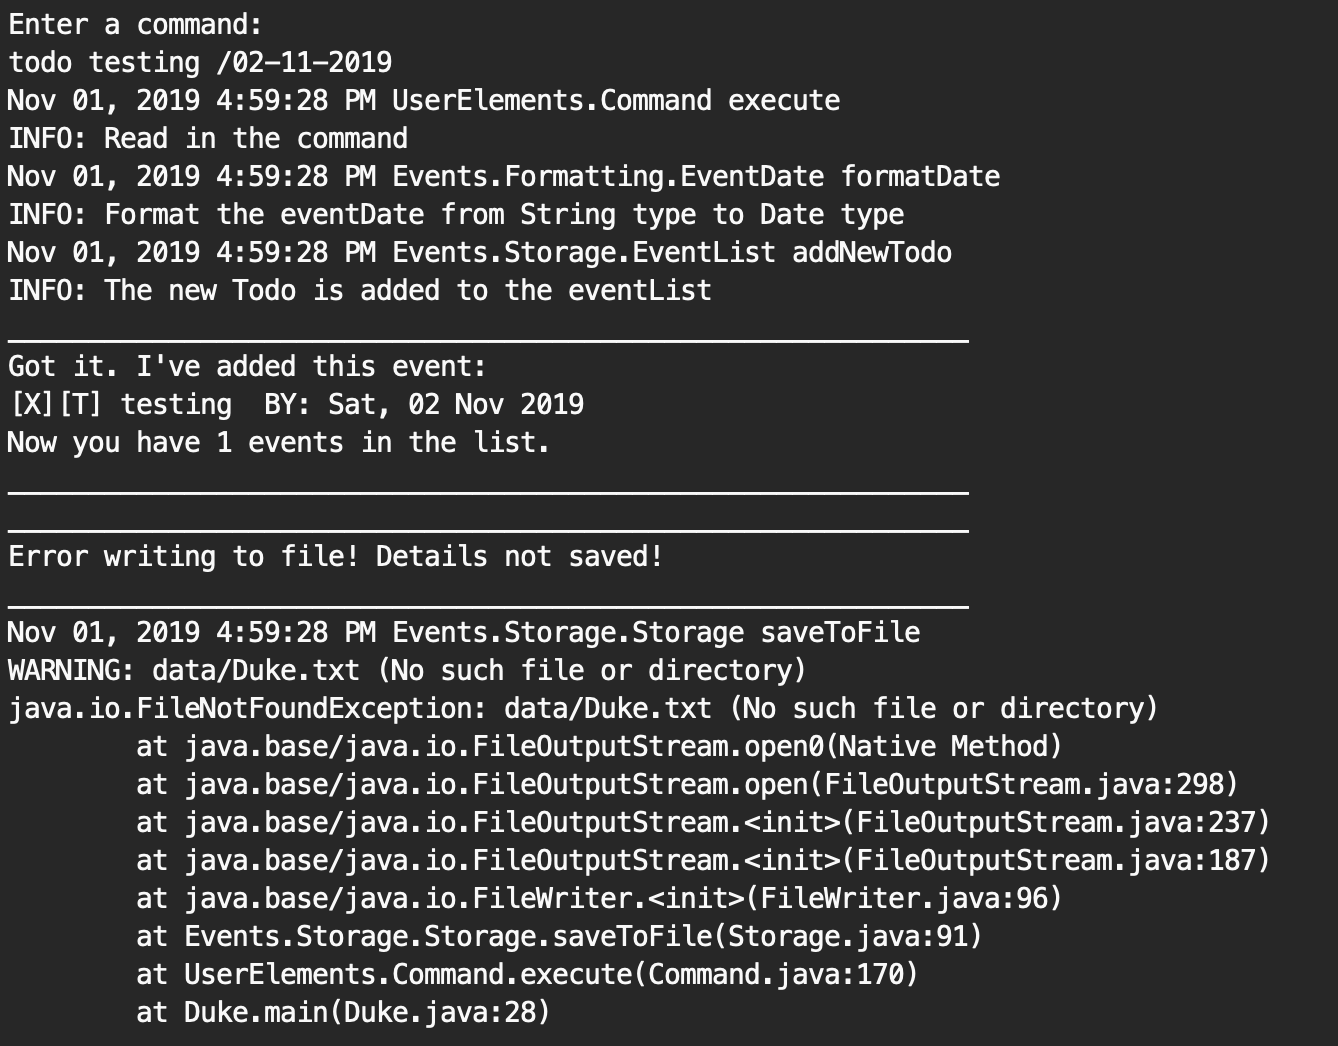 Enter a command:
todo testing /02-11-2019
Nov 01, 2019 4:59:28 PM UserElements.Command execute
INFO: Read in the command
Nov 01, 2019 4:59:28 PM Events.Formatting.EventDate formatDate
INFO: Format the eventDate from String type to Date type
Nov 01, 2019 4:59:28 PM Events.Storage.EventList addNewTodo
INFO: The new Todo is added to the eventList
____________________________________________________________
Got it. I've added this event:
[X][T] testing  BY: Sat, 02 Nov 2019
Now you have 1 events in the list.
____________________________________________________________
____________________________________________________________
Error writing to file! Details not saved!
____________________________________________________________
Nov 01, 2019 4:59:28 PM Events.Storage.Storage saveToFile
WARNING: data/Duke.txt (No such file or directory)
java.io.FileNotFoundException: data/Duke.txt (No such file or directory)
        at java.base/java.io.FileOutputStream.open0(Native Method)
        at java.base/java.io.FileOutputStream.open(FileOutputStream.java:298)
        at java.base/java.io.FileOutputStream.<init>(FileOutputStream.java:237)
        at java.base/java.io.FileOutputStream.<init>(FileOutputStream.java:187)
        at java.base/java.io.FileWriter.<init>(FileWriter.java:96)
        at Events.Storage.Storage.saveToFile(Storage.java:91)
        at UserElements.Command.execute(Command.java:170)
        at Duke.main(Duke.java:28)